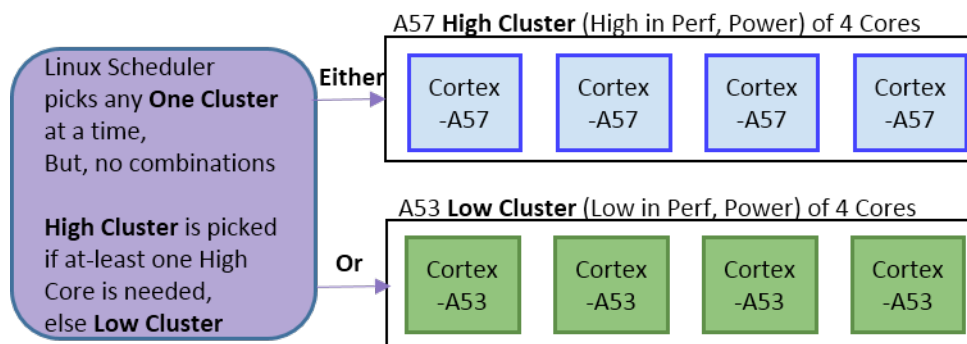 Linux Scheduler
picks any One Cluster
at a time,
But, no combinations
High Cluster is picked
if at-least one High
Core is needed,
else Low Cluster
Either
Or
A57 High Cluster (High in Perf, Power) of 4 Cores
Cortex
-A57
Cortex
-A57
Cortex
-A57
Cortex
-A57
A53 Low Cluster (Low in Perf, Power) of 4 Cores
Cortex
-A53
Cortex
-A53
Cortex
-A53
Cortex
-A53